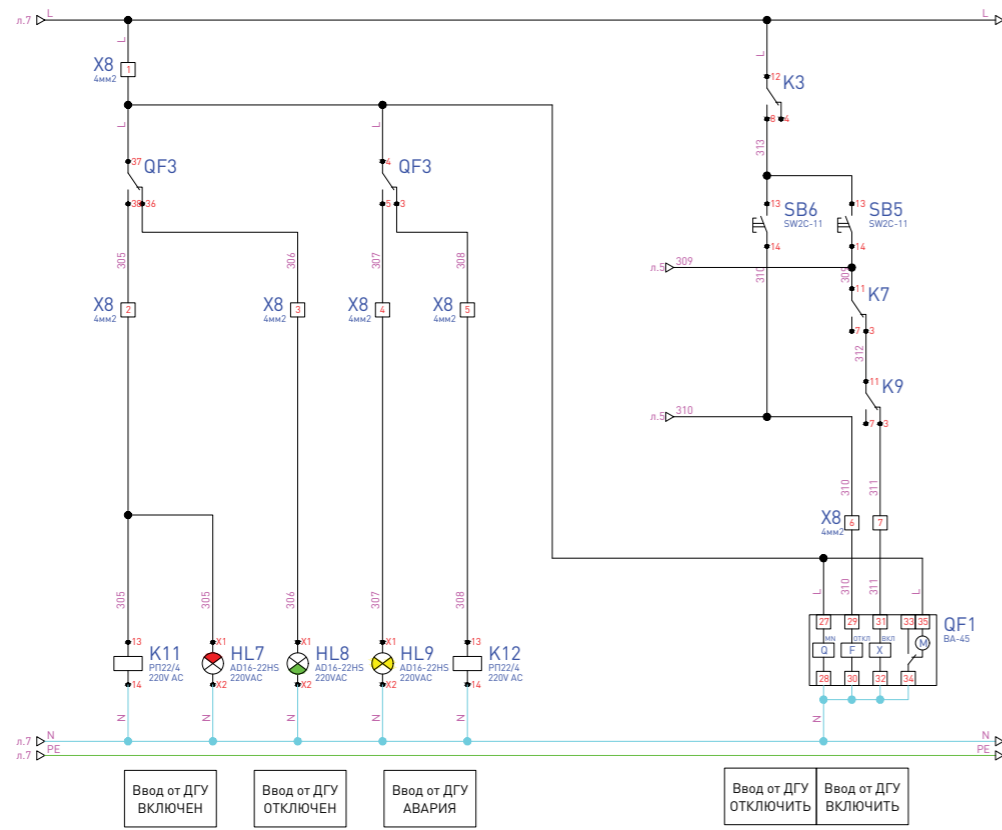 л.7 L L
L L
X8 1
4мм2
K3 12
8 4
L L
313
37 QF3 4 QF3
38 36 5 3
13 SB6 13 SB5
SW2C-11 SW2C-11
14 14
305 306 307 308
л.5 309 310 309
X8 2 X8 3 X8 4 X8 5
4мм2 4мм2 4мм2 4мм2
11 K7
7 3
312
11 K9
л.5 310
7 3
310 311
X8 6 7
4мм2
305 305 306 307 308
L 310 311 L
27 29 31 33 35 QF1
BA-45
MN ОТКЛ ВКЛ
Q F X M
28 30 32 34
13 K11 X1 HL7 X1 HL8 X1 HL9 13 K12
РП22/4 AD16-22HS AD16-22HS AD16-22HS РП22/4
220V AC 220VAC 220VAC 220VAC 220V AC
14 X2 X2 X2 14
N N N N N N
л.7 N N
л.7 PE PE
Ввод от ДГУ
ВКЛЮЧЕН
Ввод от ДГУ
ОТКЛЮЧЕН
Ввод от ДГУ
АВАРИЯ
Ввод от ДГУ
ОТКЛЮЧИТЬ
Ввод от ДГУ
ВКЛЮЧИТЬ